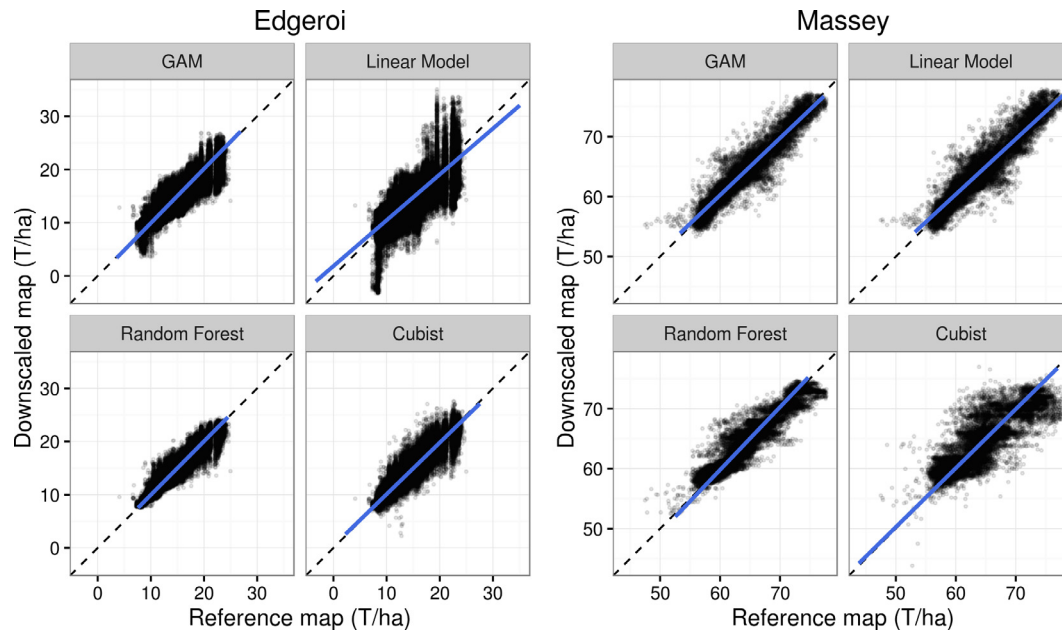 Edgeroi
Massey
GAM
Linear Model
GAM
Linear Model
30
20
10
0
70
60
50
Random Forest
Cubist
Random Forest
Cubist
30
20
10
0
70
60
50
0 10 20 30
0 10 20 30
50 60 70
50 60 70
Downscaled map (T/ha)
Reference map (T/ha)
Downscaled map (T/ha)
Reference map (T/ha)